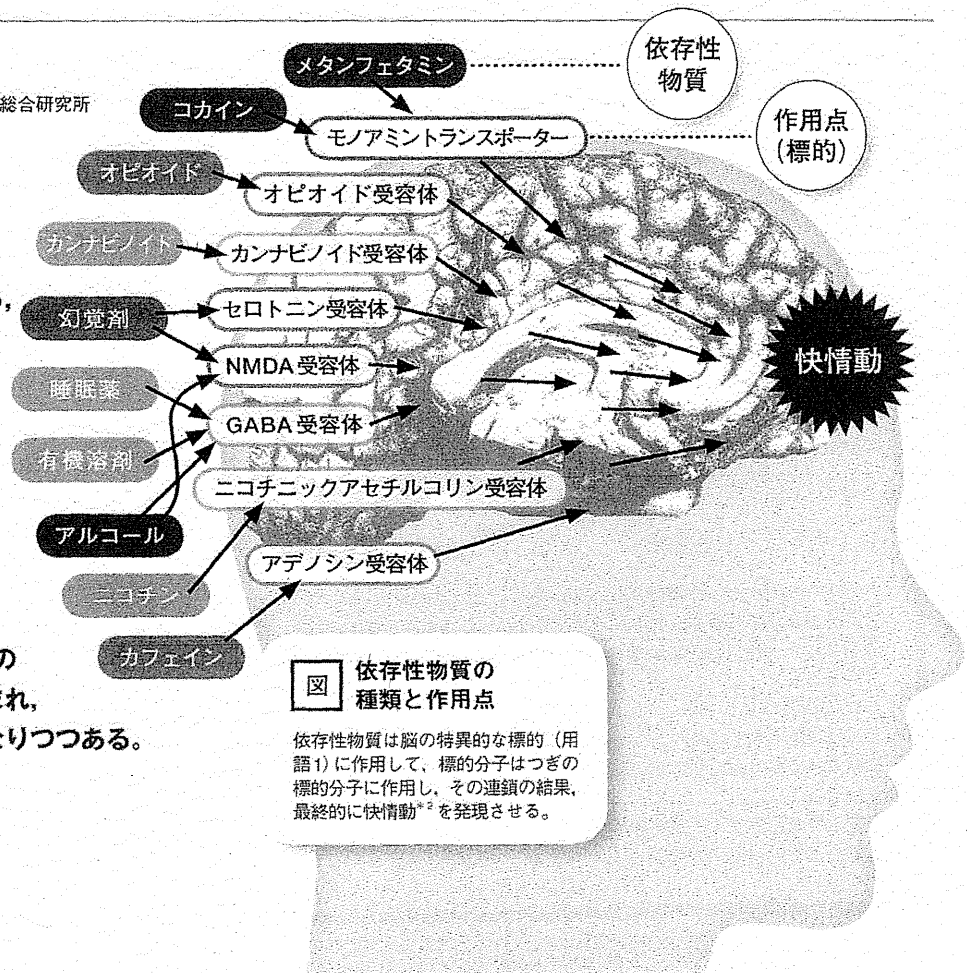 総合研究所
メタンフェタミン
依存性
物質
コカイン
モノアミントランスポーター
作用点
(標的)
オピオイド
オピオイド受容体
カンナビノイド
カンナビノイド受容体
幻覚剤
セロトニン受容体
NMDA受容体
快情動
睡眠薬
GABA受容体
有機溶剤
ニコチニックアセチルコリン受容体
アルコール
アデノシン受容体
ニコチン
カフェイン
の
れ,
なりつつある。
図
依存性物質の
種類と作用点
依存性物質は脳の特異的な標的(用
語1)に作用して、標的分子はつぎの
標的分子に作用し、その連鎖の結果,
最終的に快情動*2を発現させる。